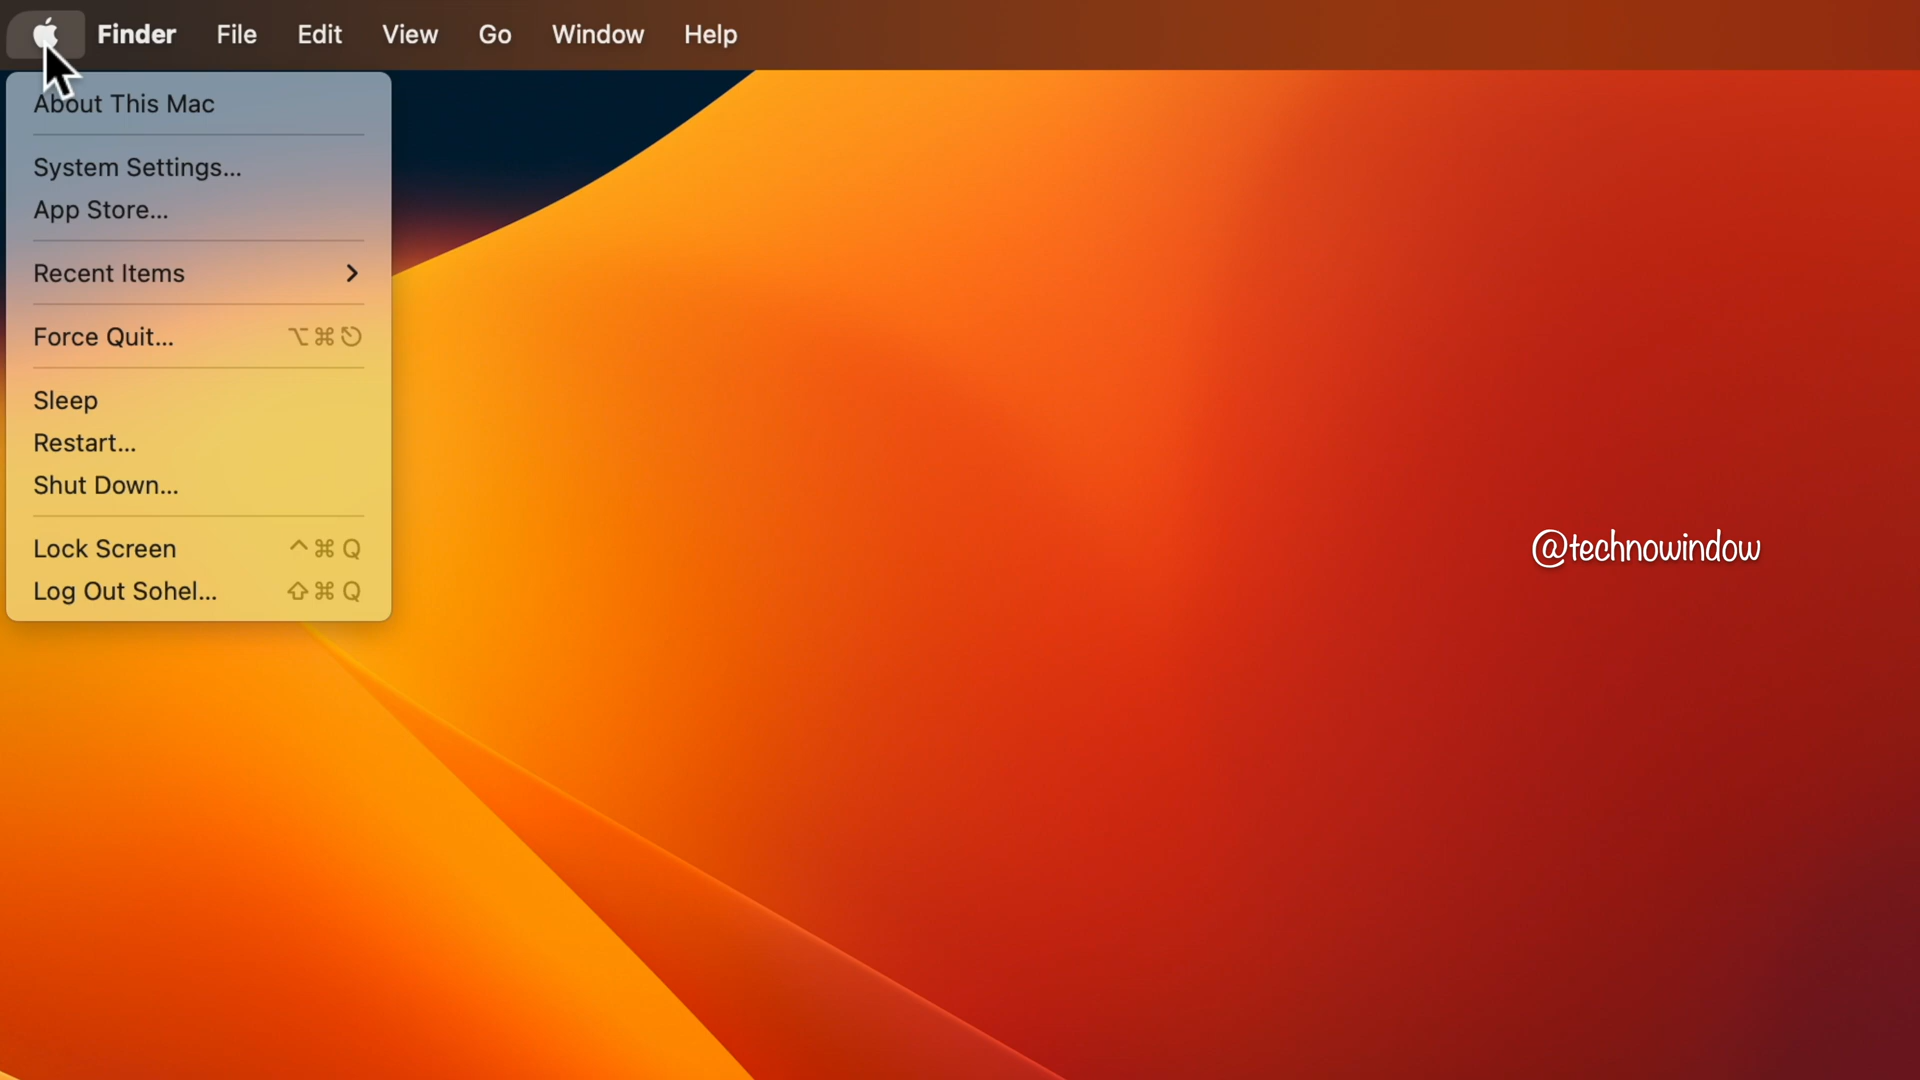 Finder File Edit View Go Window Help
About This Mac
System Settings...
App Store...
Recent Items
Force Quit... ⌥⌘⎋
Sleep
Restart...
Shut Down...
Lock Screen ^⌘Q
Log Out Sohel... ⇧⌘Q
@technowindow